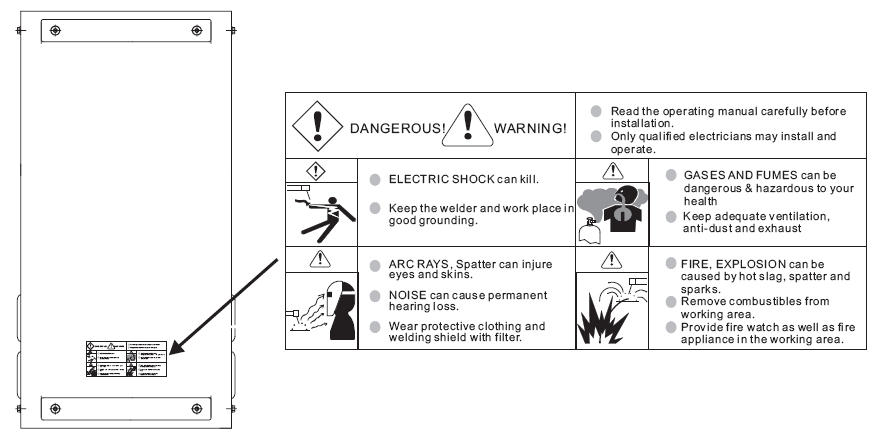 DANGEROUS! WARNING!
Read the operating manual carefully before
installation.
Only qualified electricians may install and
operate.
ELECTRIC SHOCK can kill.
Keep the welder and work place in
good grounding.
GASES AND FUMES can be
dangerous & hazardous to your
health
Keep adequate ventilation,
anti-dust and exhaust
ARC RAYS, Spatter can injure
eyes and skins.
NOISE can cause permanent
hearing loss.
Wear protective clothing and
welding shield with filter.
FIRE, EXPLOSION can be
caused by hot slag, spatter and
sparks.
Remove combustibles from
working area.
Provide fire watch as well as fire
appliance in the working area.